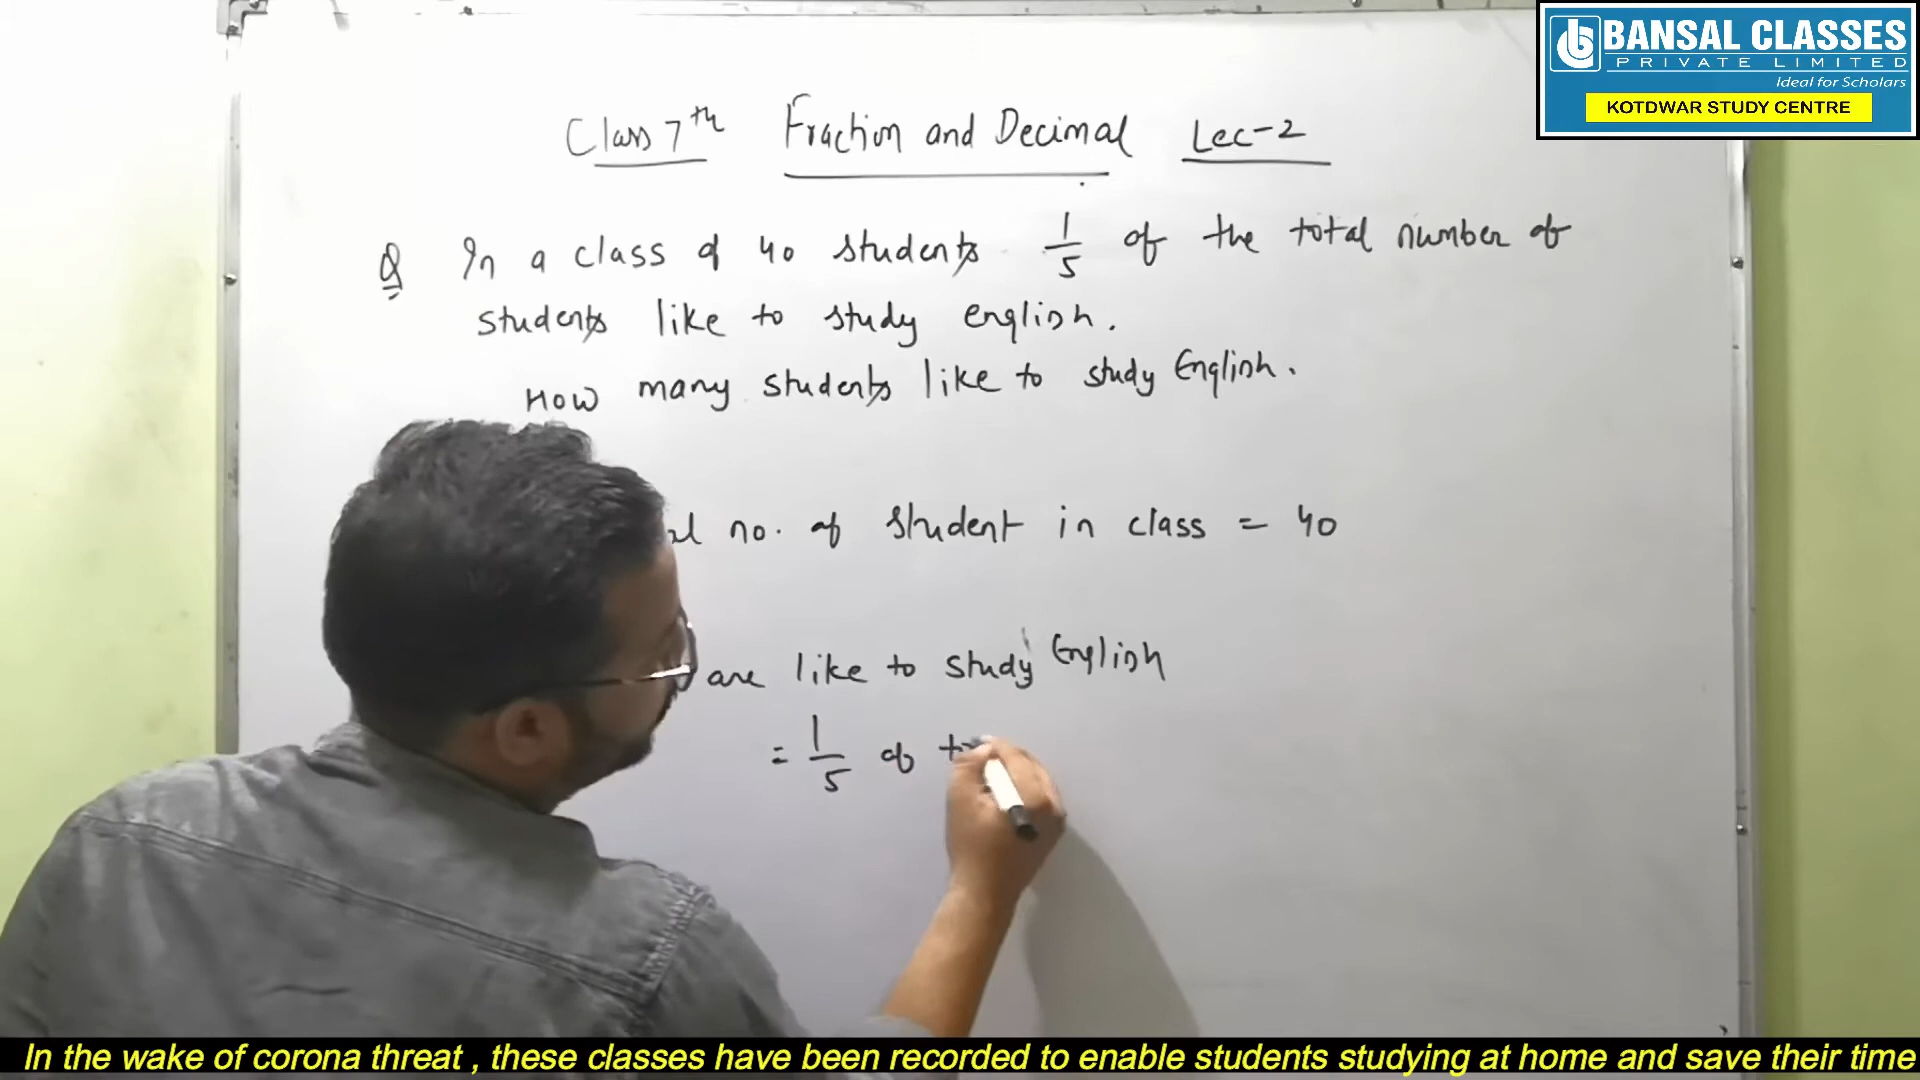 BANSAL CLASSES
PRIVATE LIMITED
Ideal for Scholars
KOTDWAR STUDY CENTRE
Class 7th Fraction and Decimal Lec-2
Q In a class of 40 students 1/5 of the total number of
students like to study english.
How many students like to study English.
no. of student in class = 40
are like to study English
= 1/5 of
In the wake of corona threat , these classes have been recorded to enable students studying at home and save their time